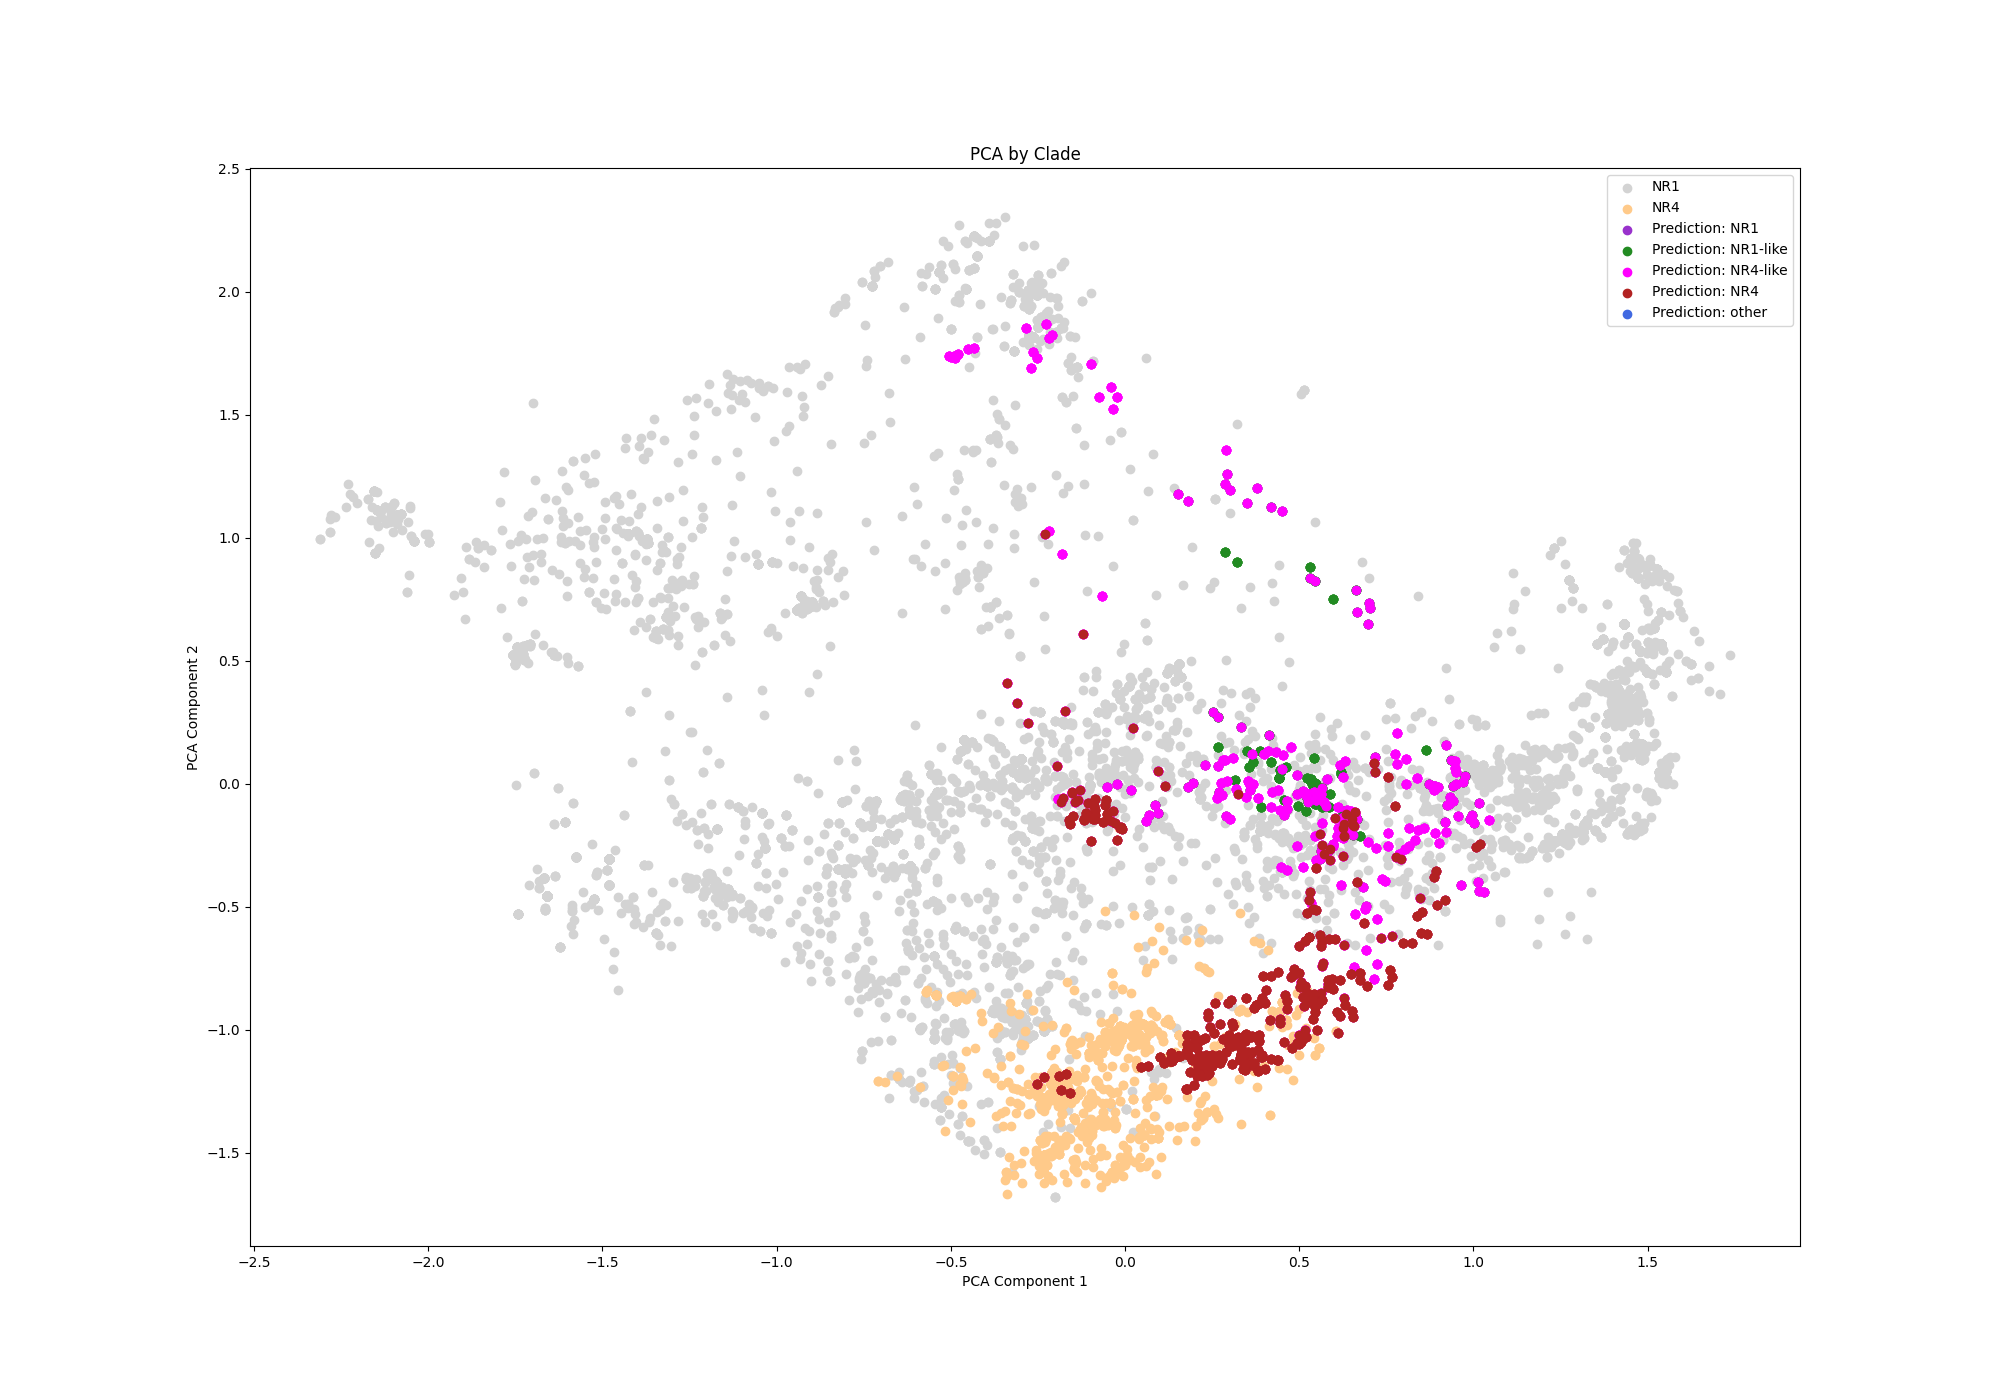 PCA by Clade
NR1
NR4
Prediction: NR1
Prediction: NR1-like
Prediction: NR4-like
Prediction: NR4
Prediction: other
2.5
2.0
1.5
1.0
0.5
0.0
−0.5
−1.0
−1.5
PCA Component 2
−2.5 −2.0 −1.5 −1.0 −0.5 0.0 0.5 1.0 1.5
PCA Component 1